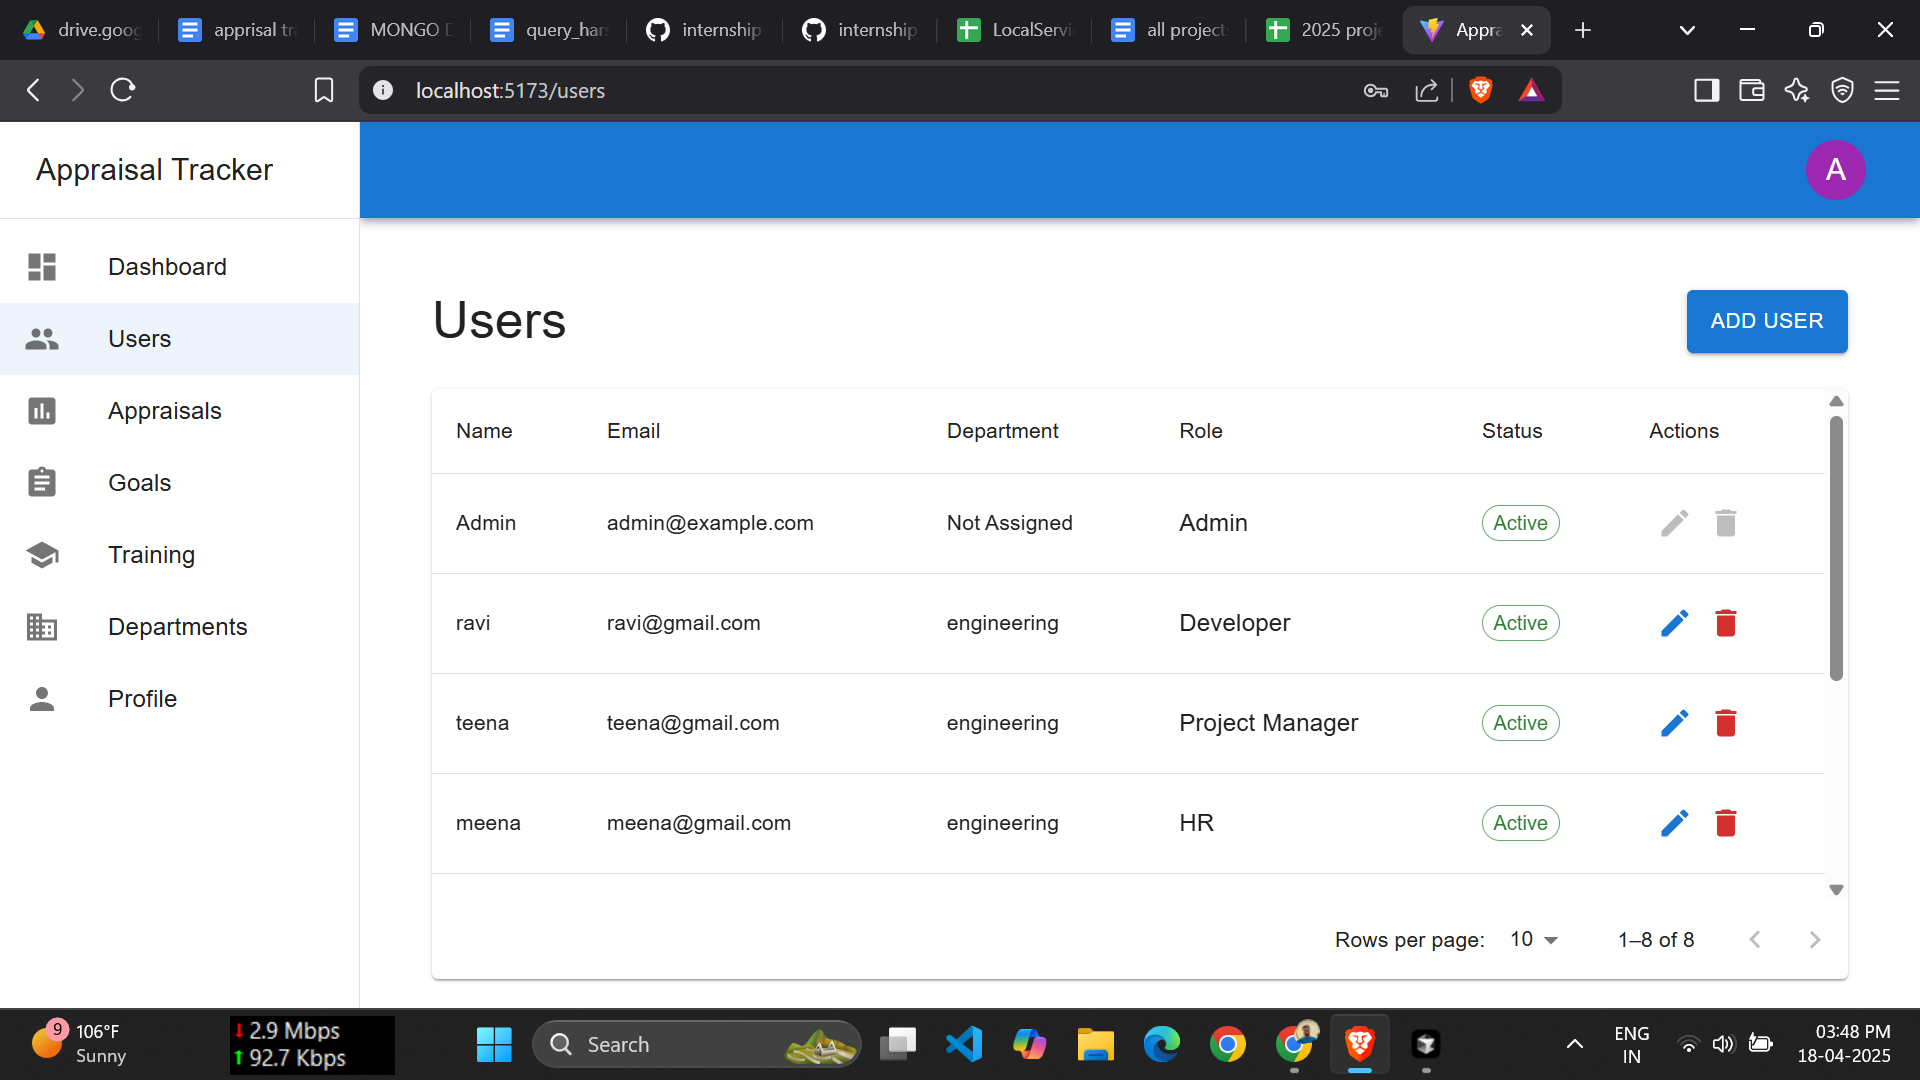 drive.goog
apprisal tr
MONGO D
query_hars
internship
internship
LocalServi
all project
2025 proj
Appra
localhost:5173/users
Appraisal Tracker
A
Dashboard
Users
Appraisals
Goals
Training
Departments
Profile
Users
ADD USER
Name Email Department Role Status Actions
Admin admin@example.com Not Assigned Admin Active
ravi ravi@gmail.com engineering Developer Active
teena teena@gmail.com engineering Project Manager Active
meena meena@gmail.com engineering HR Active
Rows per page: 10 1–8 of 8
9
106°F
Sunny
2.9 Mbps
92.7 Kbps
Search
ENG
IN
03:48 PM
18-04-2025